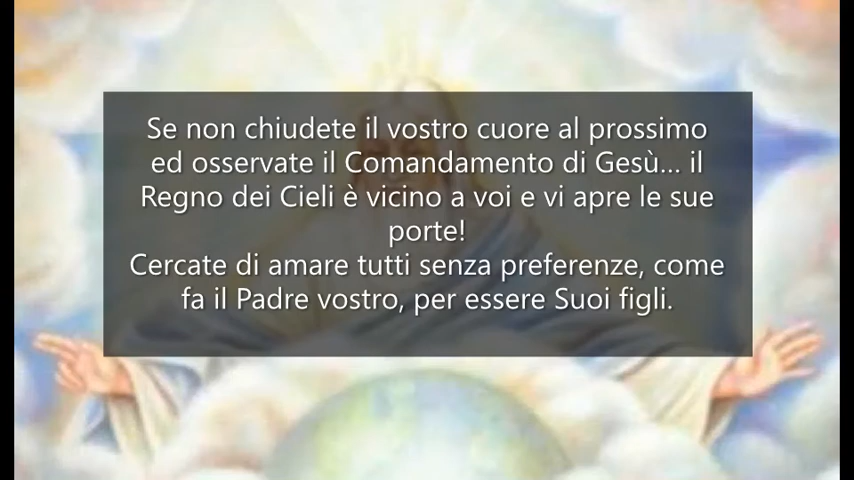 Se non chiudete il vostro cuore al prossimo
ed osservate il Comandamento di Gesù... il
Regno dei Cieli è vicino a voi e vi apre le sue
porte!
Cercate di amare tutti senza preferenze, come
fa il Padre vostro, per essere Suoi figli.